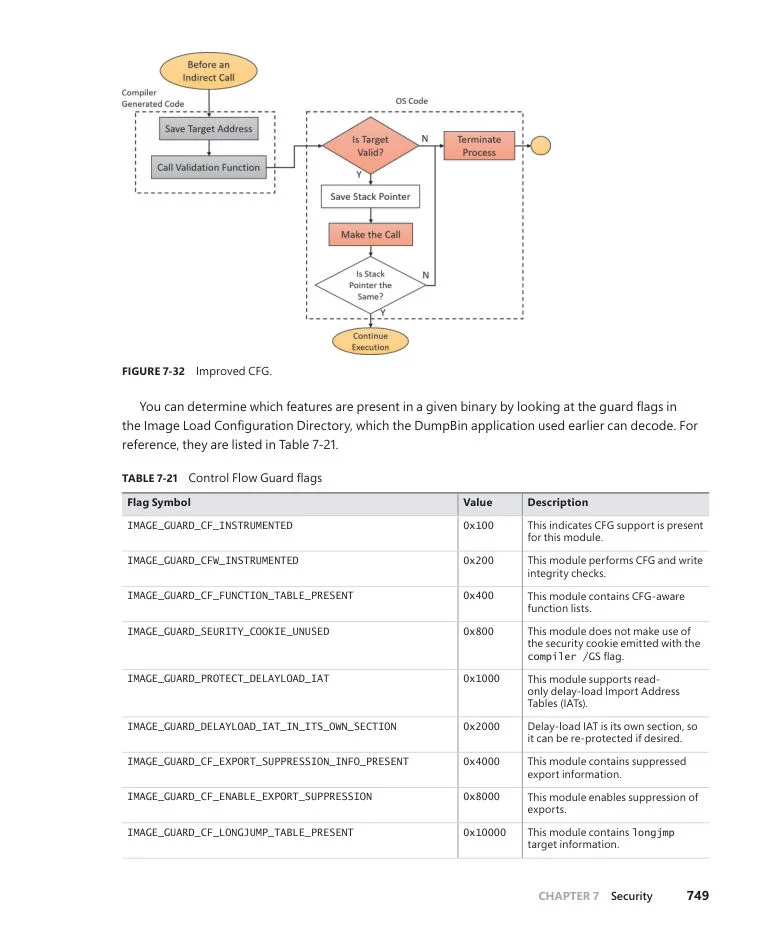 Before an
Indirect Call
Compiler
Generated Code
OS Code
Save Target Address
Call Validation Function
Is Target
Valid?
N
Terminate
Process
Y
Save Stack Pointer
Make the Call
Is Stack
Pointer the
Same?
N
Y
Continue
Execution
FIGURE 7-32 Improved CFG.
You can determine which features are present in a given binary by looking at the guard flags in
the Image Load Configuration Directory, which the DumpBin application used earlier can decode. For
reference, they are listed in Table 7-21.
TABLE 7-21 Control Flow Guard flags
Flag Symbol Value Description
IMAGE_GUARD_CF_INSTRUMENTED 0x100 This indicates CFG support is present
for this module.
IMAGE_GUARD_CFW_INSTRUMENTED 0x200 This module performs CFG and write
integrity checks.
IMAGE_GUARD_CF_FUNCTION_TABLE_PRESENT 0x400 This module contains CFG-aware
function lists.
IMAGE_GUARD_SEURITY_COOKIE_UNUSED 0x800 This module does not make use of
the security cookie emitted with the
compiler /GS flag.
IMAGE_GUARD_PROTECT_DELAYLOAD_IAT 0x1000 This module supports read-
only delay-load Import Address
Tables (IATs).
IMAGE_GUARD_DELAYLOAD_IAT_IN_ITS_OWN_SECTION 0x2000 Delay-load IAT is its own section, so
it can be re-protected if desired.
IMAGE_GUARD_CF_EXPORT_SUPPRESSION_INFO_PRESENT 0x4000 This module contains suppressed
export information.
IMAGE_GUARD_CF_ENABLE_EXPORT_SUPPRESSION 0x8000 This module enables suppression of
exports.
IMAGE_GUARD_CF_LONGJUMP_TABLE_PRESENT 0x10000 This module contains longjmp
target information.
CHAPTER 7 Security 749